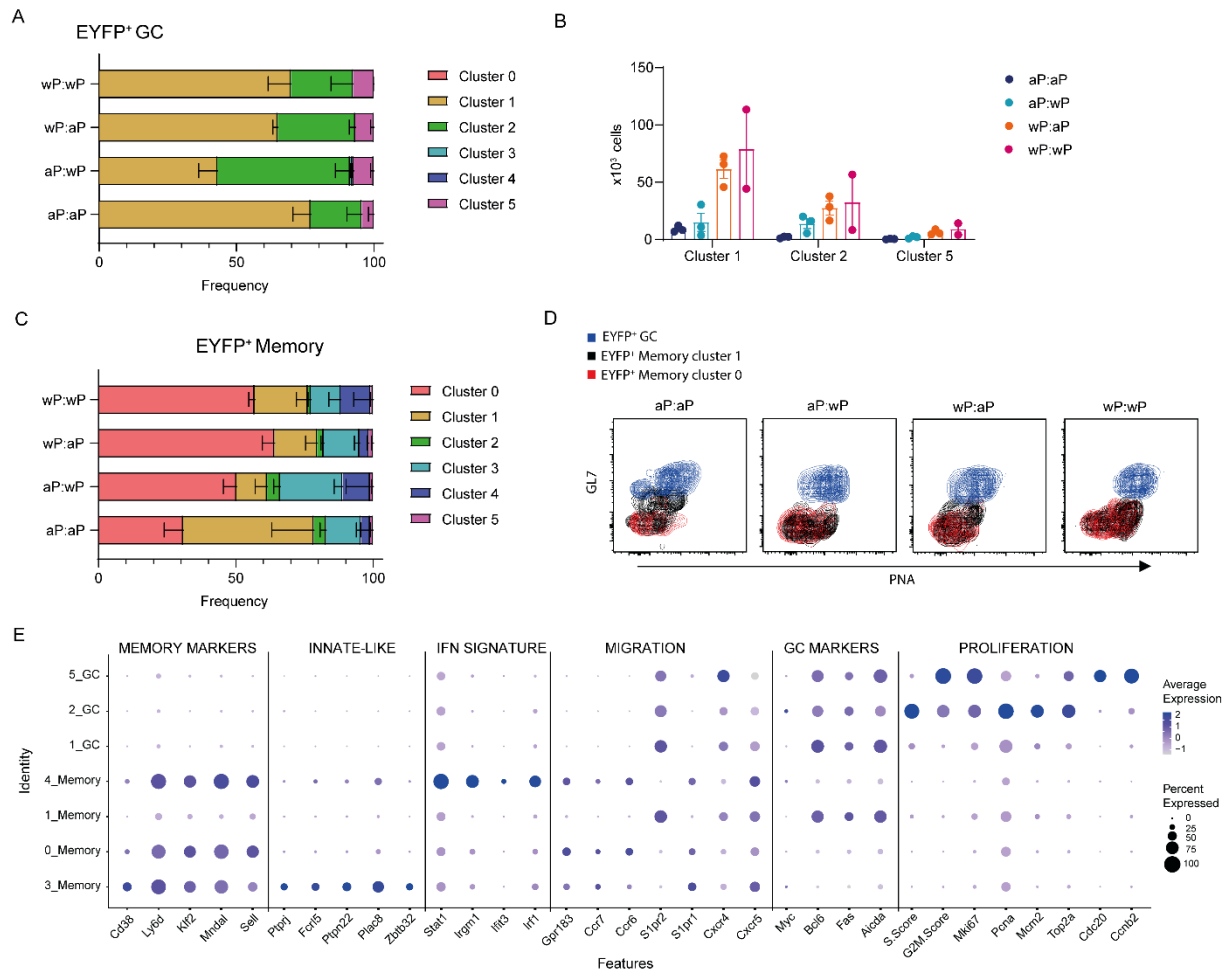 A
EYFP⁺ GC
wP:wP
wP:aP
aP:wP
aP:aP
0
50
100
Frequency
Cluster 0
Cluster 1
Cluster 2
Cluster 3
Cluster 4
Cluster 5
B
150
100
50
0
x10³ cells
Cluster 1
Cluster 2
Cluster 5
aP:aP
aP:wP
wP:aP
wP:wP
C
EYFP⁺ Memory
wP:wP
wP:aP
aP:wP
aP:aP
0
50
100
Frequency
Cluster 0
Cluster 1
Cluster 2
Cluster 3
Cluster 4
Cluster 5
D
EYFP⁺ GC
EYFP⁺ Memory cluster 1
EYFP⁺ Memory cluster 0
aP:aP
aP:wP
wP:aP
wP:wP
GL7
PNA
E
MEMORY MARKERS
INNATE-LIKE
IFN SIGNATURE
MIGRATION
GC MARKERS
PROLIFERATION
Identity
5_GC
2_GC
1_GC
4_Memory
1_Memory
0_Memory
3_Memory
Cd38
Ly6d
Klf2
Mndal
Sell
Ptprj
Fcrl5
Ptpn22
Plac8
Zbtb32
Stat1
Irgm1
Ifit3
Irf1
Gpr183
Ccr7
Ccr6
S1pr2
S1pr1
Cxcr4
Cxcr5
Myc
Bcl6
Fas
Aicda
S.Score
G2M.Score
Mki67
Pcna
Mcm2
Top2a
Cdc20
Ccnb2
Features
Average
Expression
2
1
0
−1
Percent
Expressed
0
25
50
75
100